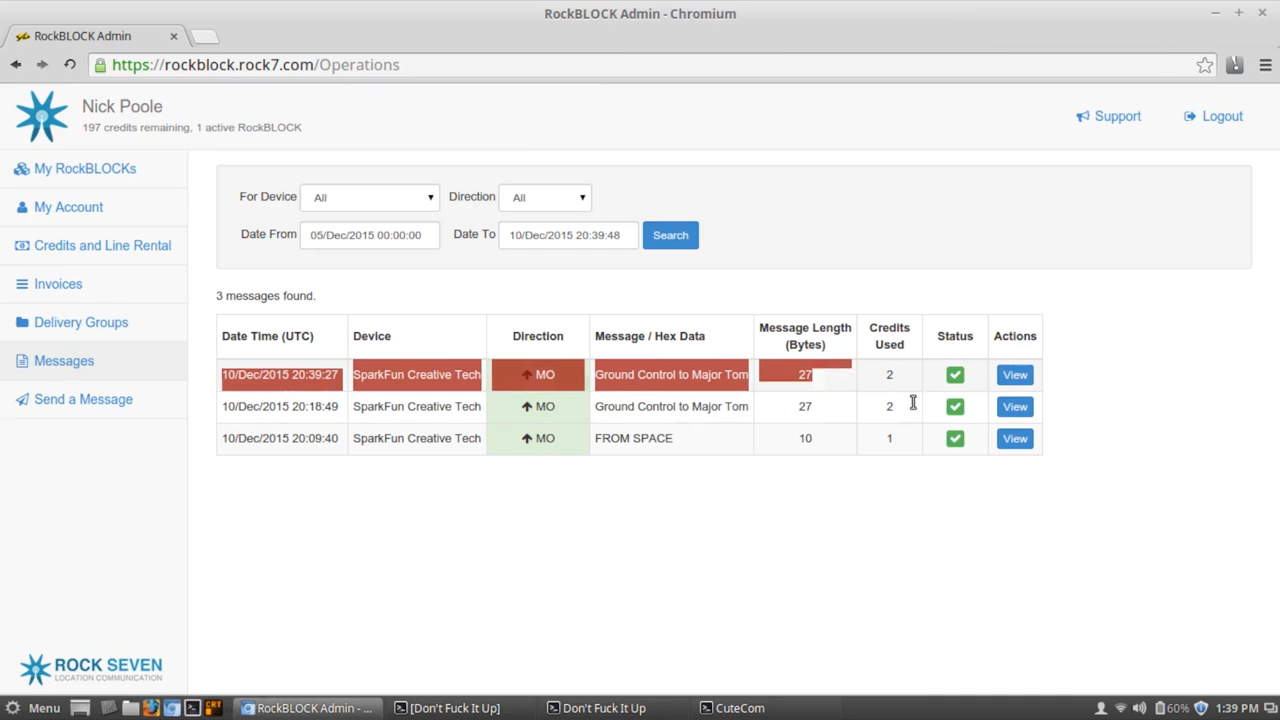 RockBLOCK Admin - Chromium
RockBLOCK Admin
https://rockblock.rock7.com/Operations
Nick Poole
197 credits remaining, 1 active RockBLOCK
Support
Logout
My RockBLOCKs
My Account
Credits and Line Rental
Invoices
Delivery Groups
Messages
Send a Message
For Device All Direction All
Date From 05/Dec/2015 00:00:00 Date To 10/Dec/2015 20:39:48 Search
3 messages found.
Date Time (UTC) Device Direction Message / Hex Data Message Length (Bytes) Credits Used Status Actions
10/Dec/2015 20:39:27 SparkFun Creative Tech MO Ground Control to Major Tom 27 2 View
10/Dec/2015 20:18:49 SparkFun Creative Tech MO Ground Control to Major Tom 27 2 View
10/Dec/2015 20:09:40 SparkFun Creative Tech MO FROM SPACE 10 1 View
ROCK SEVEN
LOCATION COMMUNICATION
Menu CRT RockBLOCK Admin - ... [Don't Fuck It Up] Don't Fuck It Up CuteCom 60% 1:39 PM